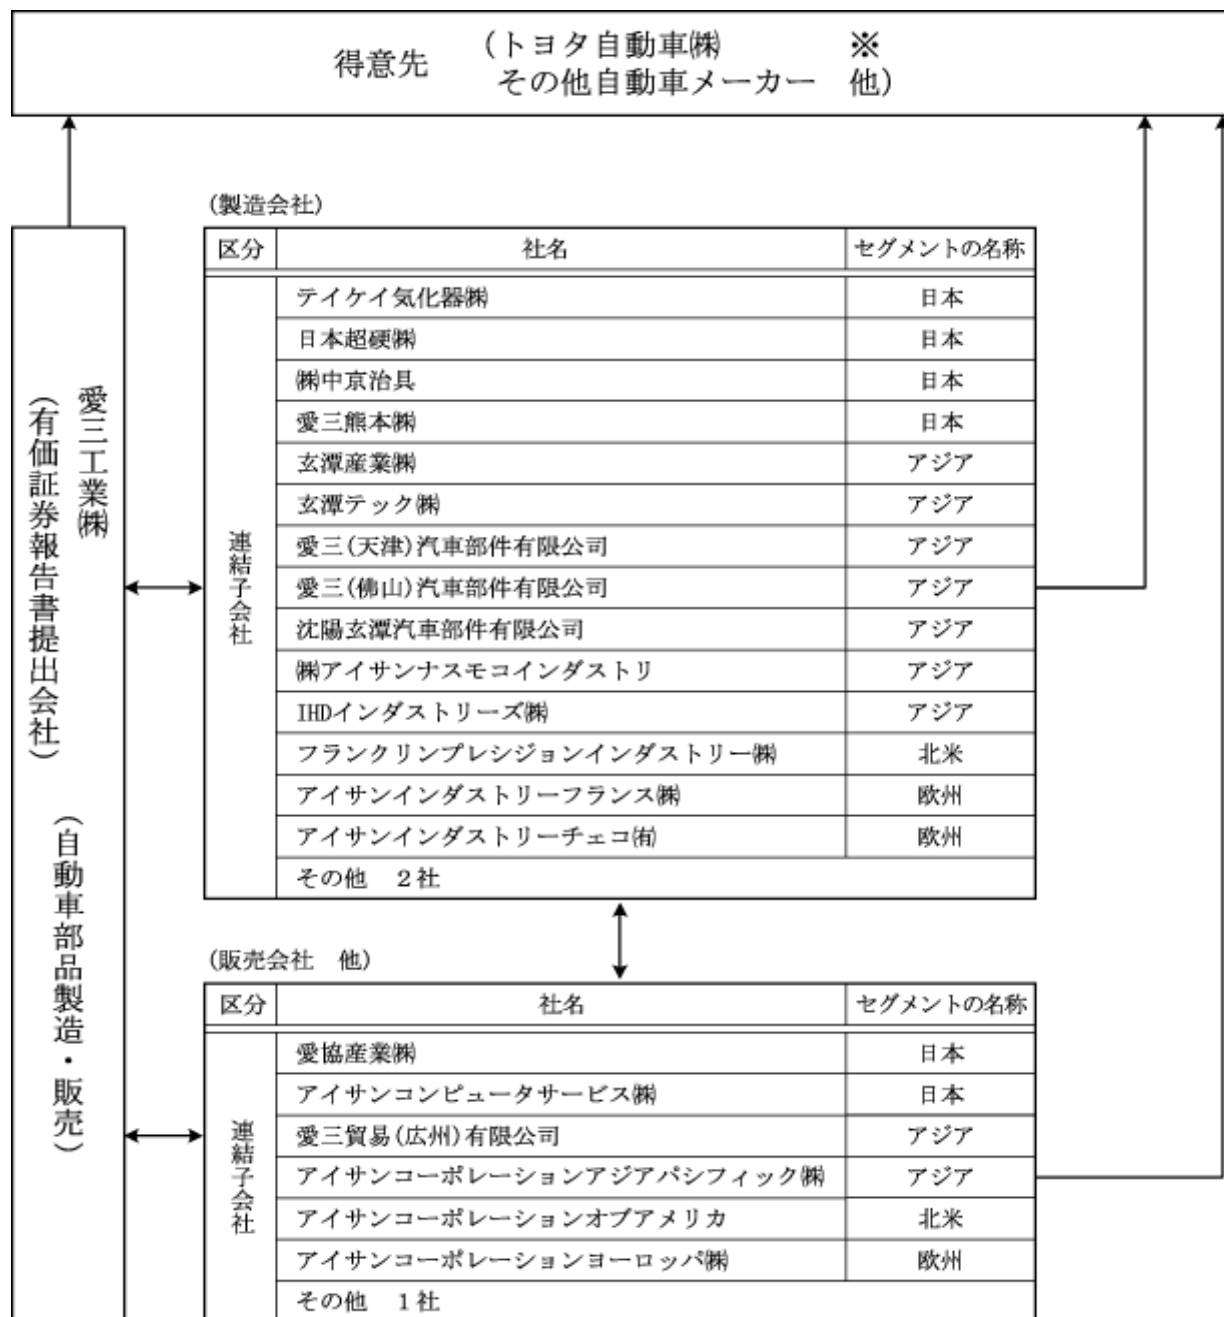 得意先
(トヨタ自動車㈱ ※
その他自動車メーカー 他)
愛三工業㈱
(有価証券報告書提出会社)
(自動車部品製造・販売)
(製造会社)
区分 社名 セグメントの名称
連結子会社
テイケイ気化器㈱ 日本
日本超硬㈱ 日本
㈱中京治具 日本
愛三熊本㈱ 日本
玄潭産業㈱ アジア
玄潭テック㈱ アジア
愛三(天津)汽車部件有限公司 アジア
愛三(佛山)汽車部件有限公司 アジア
沈陽玄潭汽車部件有限公司 アジア
㈱アイサンナスモコインダストリ アジア
IHDインダストリーズ㈱ アジア
フランクリンプレシジョンインダストリー㈱ 北米
アイサンインダストリーフランス㈱ 欧州
アイサンインダストリーチェコ㈲ 欧州
その他 2社
(販売会社 他)
区分 社名 セグメントの名称
連結子会社
愛協産業㈱ 日本
アイサンコンピュータサービス㈱ 日本
愛三貿易(広州)有限公司 アジア
アイサンコーポレーションアジアパシフィック㈱ アジア
アイサンコーポレーションオブアメリカ 北米
アイサンコーポレーションヨーロッパ㈱ 欧州
その他 1社